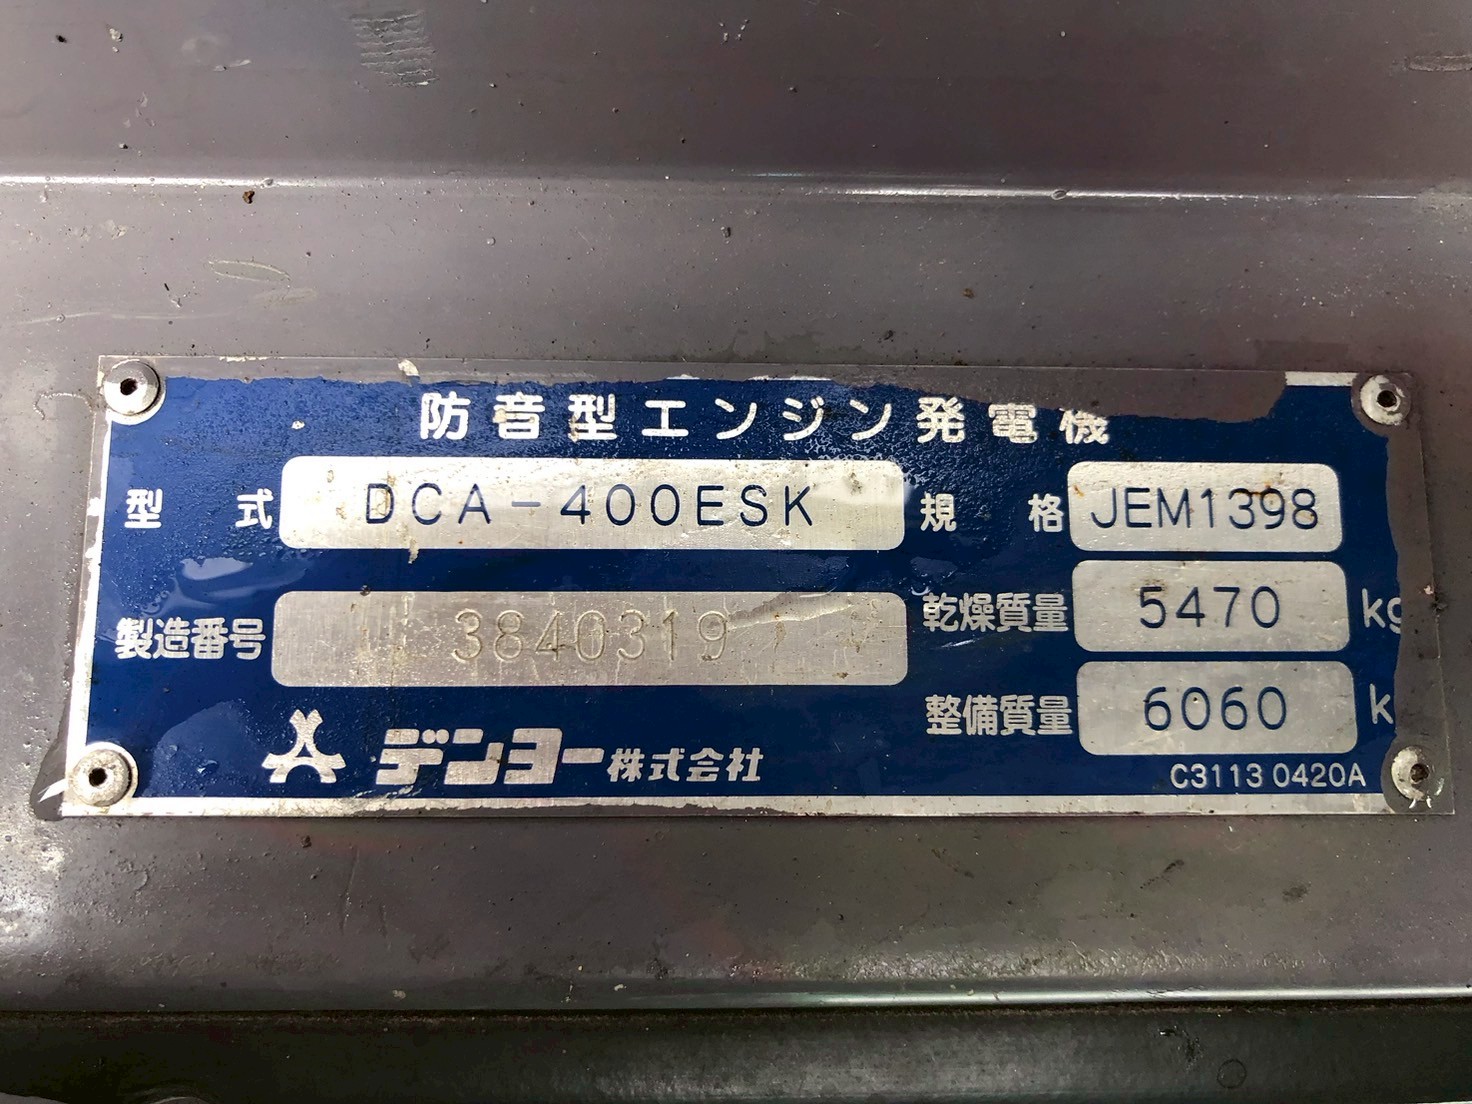 防音型エンジン発電機
型式 DCA-400ESK 規格 JEM1398
製造番号 3840319 乾燥質量 5470 kg
整備質量 6060 k
デンヨー株式会社 C3113 0420A